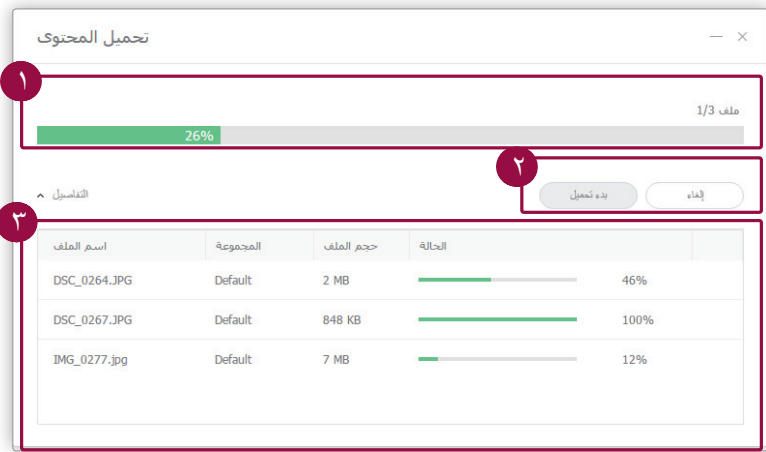 تحميل المحتوى
١
ملف 1/3
26%
٢
التفاصيل
بدء تحميل
إلغاء
٣
اسم الملف المجموعة حجم الملف الحالة
DSC_0264.JPG Default 2 MB 46%
DSC_0267.JPG Default 848 KB 100%
IMG_0277.jpg Default 7 MB 12%